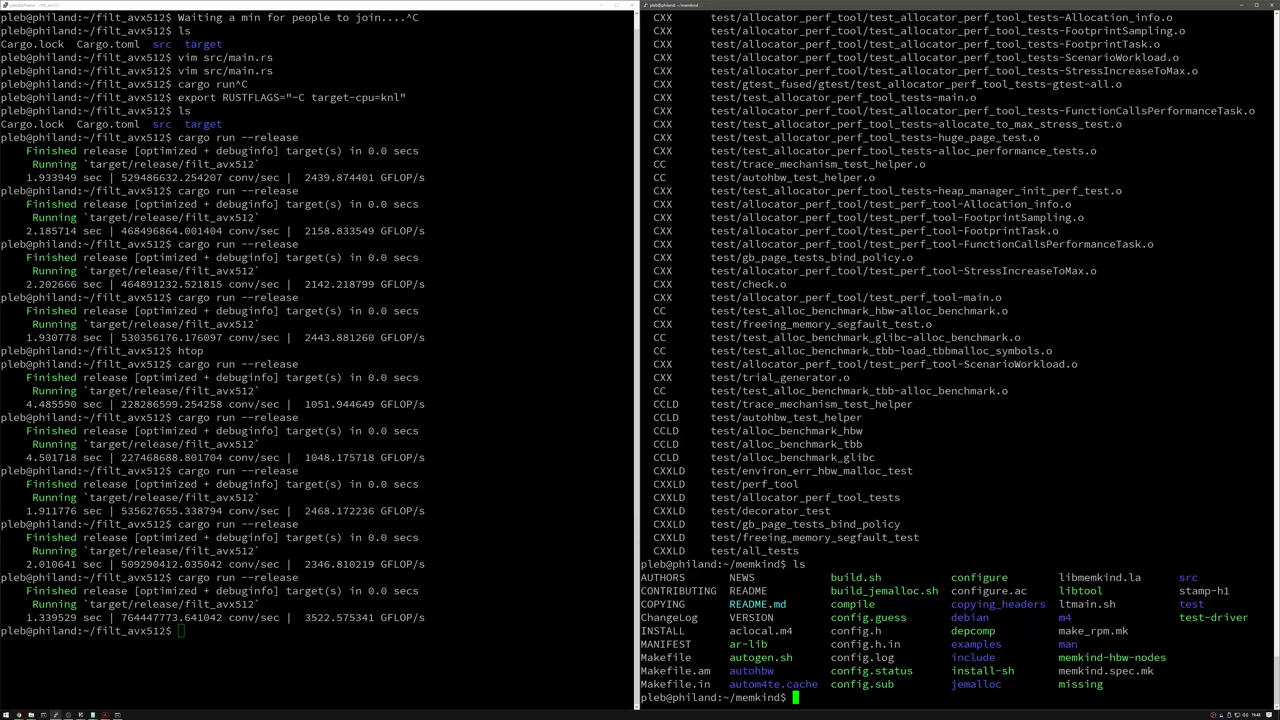 pleb@philand: ~/filt_avx512
pleb@philand:~/filt_avx512$ Waiting a min for people to join....^C
pleb@philand:~/filt_avx512$ ls
Cargo.lock  Cargo.toml  src  target
pleb@philand:~/filt_avx512$ vim src/main.rs
pleb@philand:~/filt_avx512$ vim src/main.rs
pleb@philand:~/filt_avx512$ cargo run^C
pleb@philand:~/filt_avx512$ export RUSTFLAGS="-C target-cpu=knl"
pleb@philand:~/filt_avx512$ ls
Cargo.lock  Cargo.toml  src  target
pleb@philand:~/filt_avx512$ cargo run --release
Finished release [optimized + debuginfo] target(s) in 0.0 secs
Running `target/release/filt_avx512`
1.933949 sec | 529486632.254207 conv/sec |  2439.874401 GFLOP/s
pleb@philand:~/filt_avx512$ cargo run --release
Finished release [optimized + debuginfo] target(s) in 0.0 secs
Running `target/release/filt_avx512`
2.185714 sec | 468496864.001404 conv/sec |  2158.833549 GFLOP/s
pleb@philand:~/filt_avx512$ cargo run --release
Finished release [optimized + debuginfo] target(s) in 0.0 secs
Running `target/release/filt_avx512`
2.202666 sec | 464891232.521815 conv/sec |  2142.218799 GFLOP/s
pleb@philand:~/filt_avx512$ cargo run --release
Finished release [optimized + debuginfo] target(s) in 0.0 secs
Running `target/release/filt_avx512`
1.930778 sec | 530356176.176097 conv/sec |  2443.881260 GFLOP/s
pleb@philand:~/filt_avx512$ htop
pleb@philand:~/filt_avx512$ cargo run --release
Finished release [optimized + debuginfo] target(s) in 0.0 secs
Running `target/release/filt_avx512`
4.485590 sec | 228286599.254258 conv/sec |  1051.944649 GFLOP/s
pleb@philand:~/filt_avx512$ cargo run --release
Finished release [optimized + debuginfo] target(s) in 0.0 secs
Running `target/release/filt_avx512`
4.501718 sec | 227468688.801704 conv/sec |  1048.175718 GFLOP/s
pleb@philand:~/filt_avx512$ cargo run --release
Finished release [optimized + debuginfo] target(s) in 0.0 secs
Running `target/release/filt_avx512`
1.911776 sec | 535627655.338794 conv/sec |  2468.172236 GFLOP/s
pleb@philand:~/filt_avx512$ cargo run --release
Finished release [optimized + debuginfo] target(s) in 0.0 secs
Running `target/release/filt_avx512`
2.010641 sec | 509290412.035042 conv/sec |  2346.810219 GFLOP/s
pleb@philand:~/filt_avx512$ cargo run --release
Finished release [optimized + debuginfo] target(s) in 0.0 secs
Running `target/release/filt_avx512`
1.339529 sec | 764447773.641042 conv/sec |  3522.575341 GFLOP/s
pleb@philand:~/filt_avx512$
pleb@philand: ~/memkind
CXX      test/allocator_perf_tool_tests-Allocation_info.o
CXX      test/allocator_perf_tool_tests-FootprintSampling.o
CXX      test/allocator_perf_tool_tests-FootprintTask.o
CXX      test/allocator_perf_tool_tests-ScenarioWorkload.o
CXX      test/allocator_perf_tool_tests-StressIncreaseToMax.o
CXX      test/gtest_fused/gtest/test_allocator_perf_tool_tests-gtest-all.o
CXX      test/allocator_perf_tool_tests-main.o
CXX      test/allocator_perf_tool_tests-FunctionCallsPerformanceTask.o
CXX      test/test_allocator_perf_tool_tests-allocate_to_max_stress_test.o
CXX      test/test_allocator_perf_tool_tests-huge_page_test.o
CXX      test/test_allocator_perf_tool_tests-alloc_performance_tests.o
CC       test/trace_mechanism_test_helper.o
CC       test/autohbw_test_helper.o
CXX      test/test_allocator_perf_tool_tests-heap_manager_init_perf_test.o
CXX      test/allocator_perf_tool/test_perf_tool-Allocation_info.o
CXX      test/allocator_perf_tool/test_perf_tool-FootprintSampling.o
CXX      test/allocator_perf_tool/test_perf_tool-FootprintTask.o
CXX      test/allocator_perf_tool/test_perf_tool-FunctionCallsPerformanceTask.o
CXX      test/gb_page_tests_bind_policy.o
CXX      test/allocator_perf_tool/test_perf_tool-StressIncreaseToMax.o
CXX      test/check.o
CXX      test/allocator_perf_tool/test_perf_tool-main.o
CC       test/test_alloc_benchmark_hbw-alloc_benchmark.o
CXX      test/freeing_memory_segfault_test.o
CC       test/test_alloc_benchmark_glibc-alloc_benchmark.o
CC       test/test_alloc_benchmark_tbb-load_tbbmalloc_symbols.o
CXX      test/allocator_perf_tool/test_perf_tool-ScenarioWorkload.o
CXX      test/trial_generator.o
CC       test/test_alloc_benchmark_tbb-alloc_benchmark.o
CCLD     test/trace_mechanism_test_helper
CCLD     test/autohbw_test_helper
CCLD     test/alloc_benchmark_hbw
CCLD     test/alloc_benchmark_tbb
CCLD     test/alloc_benchmark_glibc
CXXLD    test/environ_err_hbw_malloc_test
CXXLD    test/perf_tool
CXXLD    test/allocator_perf_tool_tests
CXXLD    test/decorator_test
CXXLD    test/gb_page_tests_bind_policy
CXXLD    test/freeing_memory_segfault_test
CXXLD    test/all_tests
pleb@philand:~/memkind$ ls
AUTHORS       NEWS            build.sh           configure        libmemkind.la       src
CONTRIBUTING  README          build_jemalloc.sh  configure.ac     libtool             stamp-h1
COPYING       README.md       compile            copying_headers  ltmain.sh           test
ChangeLog     VERSION         config.guess       debian           m4                  test-driver
INSTALL       aclocal.m4      config.h           depcomp          make_rpm.mk
MANIFEST      ar-lib          config.h.in        examples         man
Makefile      autogen.sh      config.log         include          memkind-hbw-nodes
Makefile.am   autohbw         config.status      install-sh       memkind.spec.mk
Makefile.in   autom4te.cache  config.sub         jemalloc         missing
pleb@philand:~/memkind$
19:48